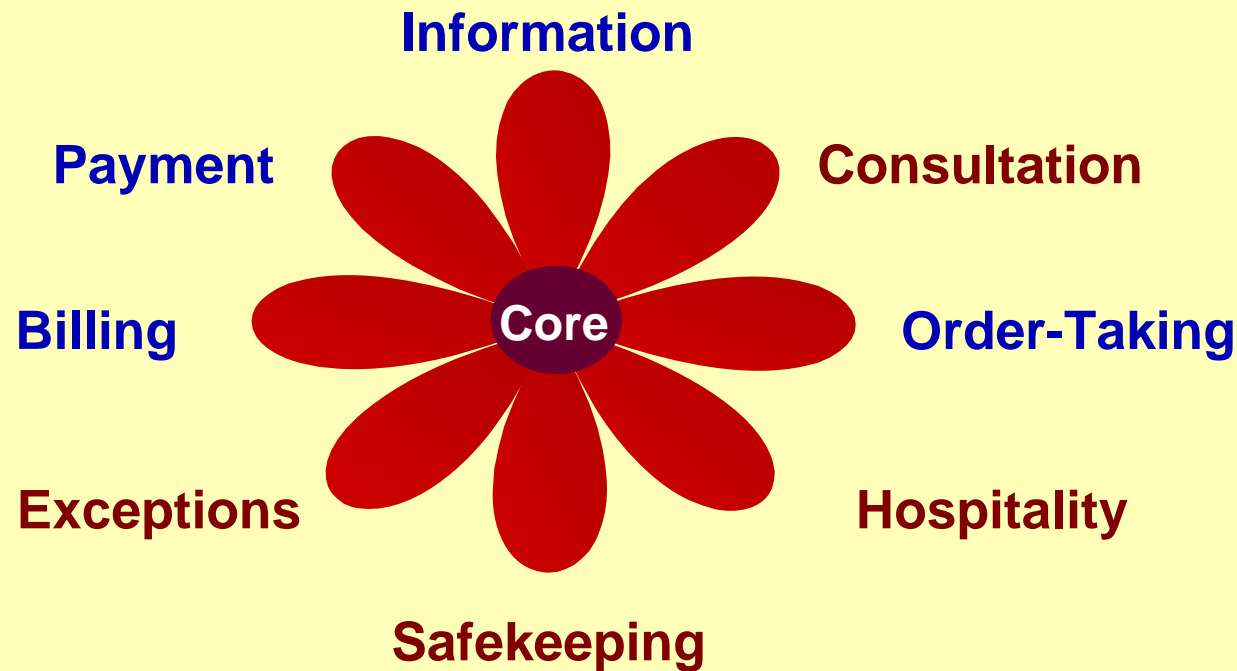 Information
Payment
Consultation
Billing
Core
Order-Taking
Exceptions
Hospitality
Safekeeping